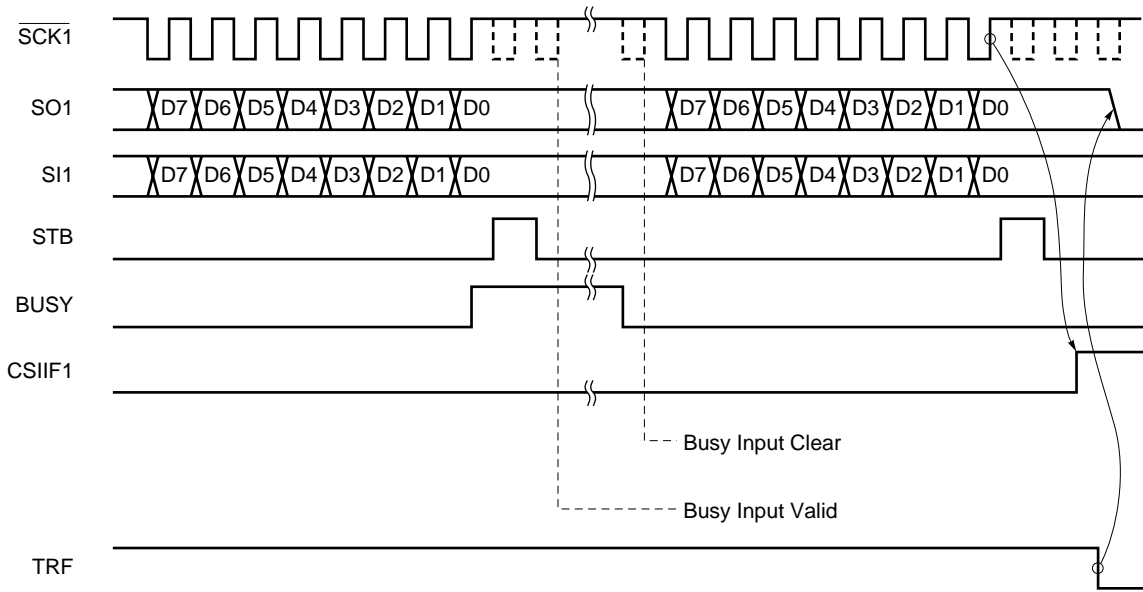 SCK1
SO1 D7 D6 D5 D4 D3 D2 D1 D0 D7 D6 D5 D4 D3 D2 D1 D0
SI1 D7 D6 D5 D4 D3 D2 D1 D0 D7 D6 D5 D4 D3 D2 D1 D0
STB
BUSY
CSIIF1
Busy Input Clear
Busy Input Valid
TRF